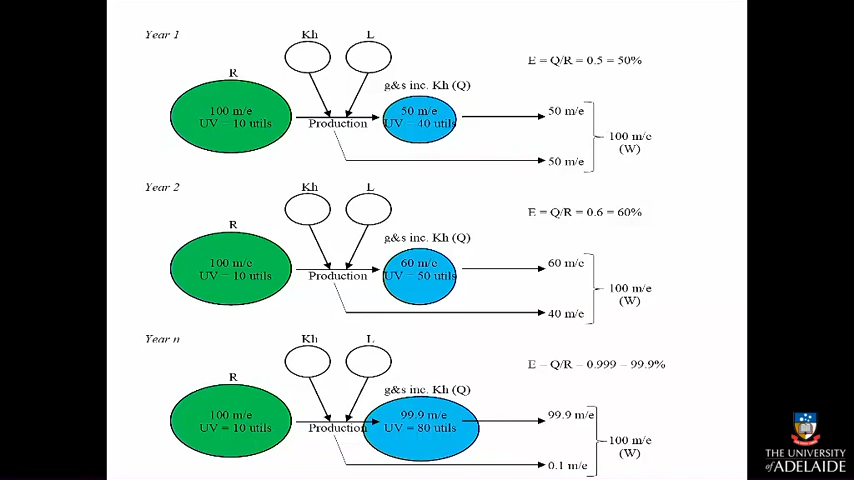 Year 1
Kh
L
R
E = Q/R = 0.5 = 50%
g&s inc. Kh (Q)
100 m/e
UV = 10 utils
Production
50 m/e
UV = 40 utils
50 m/e
100 m/e
(W)
50 m/e
Year 2
Kh
L
R
E = Q/R = 0.6 = 60%
g&s inc. Kh (Q)
100 m/e
UV = 10 utils
Production
60 m/e
UV = 50 utils
60 m/e
100 m/e
(W)
40 m/e
Year n
Kh
L
R
E = Q/R = 0.999 = 99.9%
g&s inc. Kh (Q)
100 m/e
UV = 10 utils
Production
99.9 m/e
UV = 80 utils
99.9 m/e
100 m/e
(W)
0.1 m/e
THE UNIVERSITY
of ADELAIDE